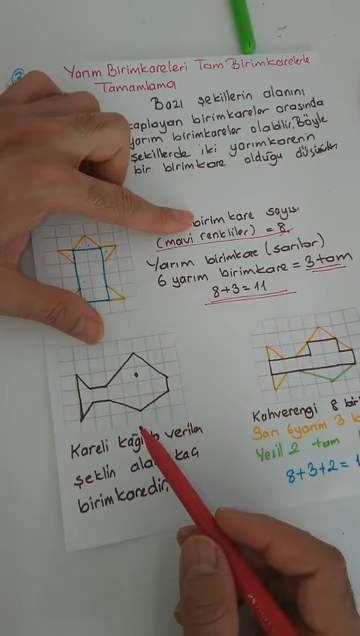 Yarım Birimkareleri Tam Birimkarelerle
Tamamlama
Bazı şekillerin alanını
kaplayan birimkareler arasında
yarım birimkareler olabilir. Böyle
şekillerde iki yarımkarenin
bir birimkare olduğu düşünülür
birimkare sayısı
(mavi renkliler) = 8
Yarım birimkare (sarılar)
6 yarım birimkare = 3 tam
8+3=11
Kareli kağıtta verilen
şeklin alanı kaç
birimkaredir
Kahverengi 8 bir
Sarı 6 yarım 3
Yeşil 2 tam
8+3+2=1